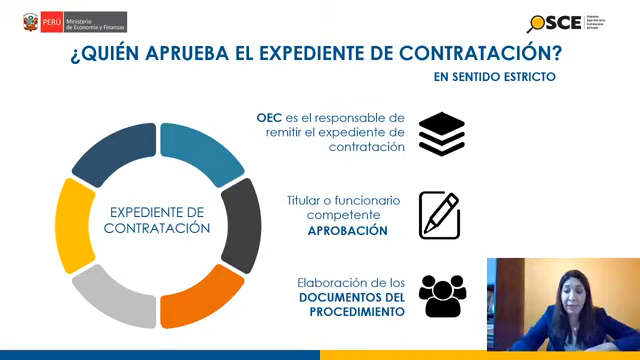 PERÚ
Ministerio
de Economía y Finanzas
OSCE
¿QUIÉN APRUEBA EL EXPEDIENTE DE CONTRATACIÓN?
EN SENTIDO ESTRICTO
OEC es el responsable de
remitir el expediente de
contratación
EXPEDIENTE DE
CONTRATACIÓN
Titular o funcionario
competente
APROBACIÓN
Elaboración de los
DOCUMENTOS DEL
PROCEDIMIENTO